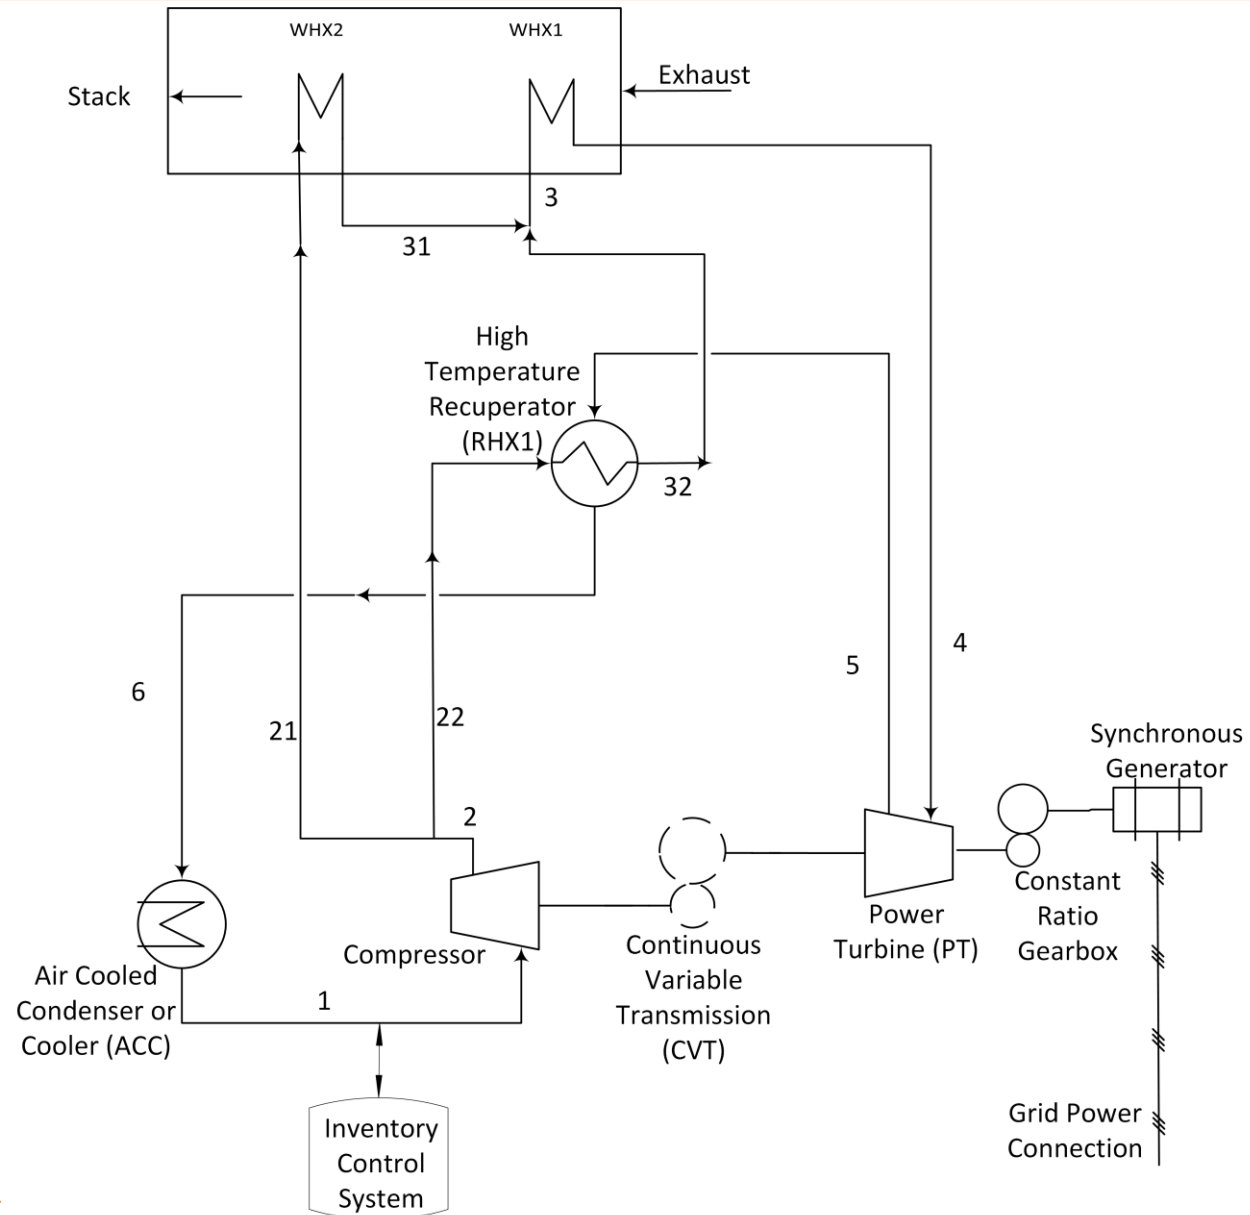 WHX2
WHX1
Exhaust
Stack
3
31
High
Temperature
Recuperator
(RHX1)
32
4
5
6
22
21
Synchronous
Generator
2
Constant
Ratio
Gearbox
Power
Turbine (PT)
Continuous
Variable
Transmission
(CVT)
Compressor
Air Cooled
Condenser or
Cooler (ACC)
1
Grid Power
Connection
Inventory
Control
System